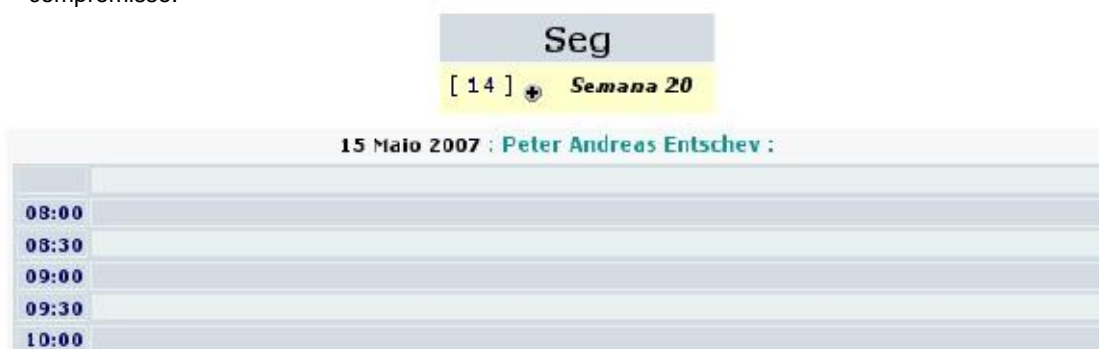 compromisso.
Seg
[ 14 ] Semana 20
15 Maio 2007 : Peter Andreas Entschev :
08:00
08:30
09:00
09:30
10:00